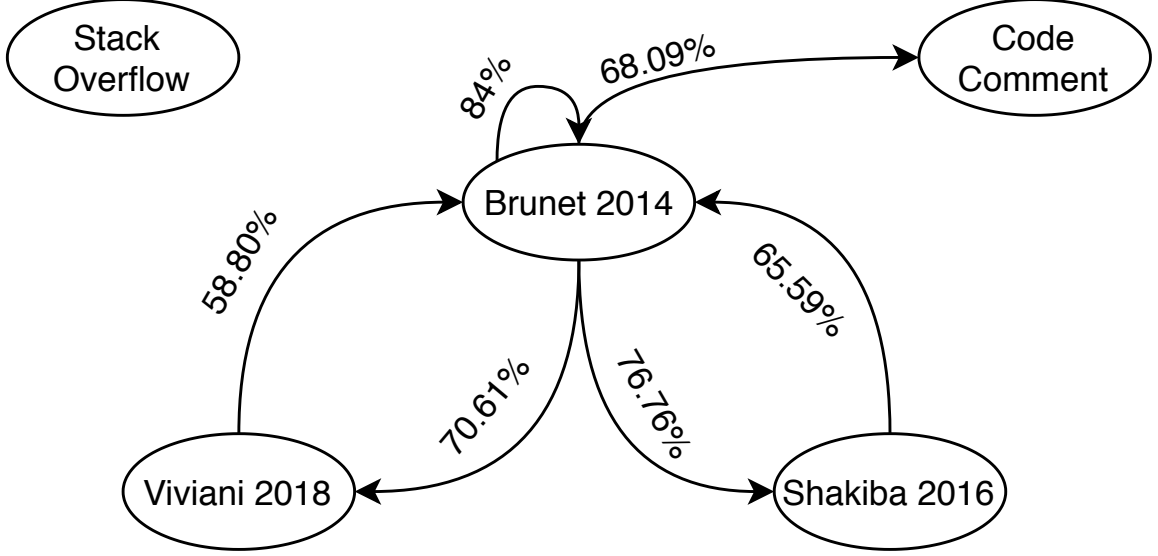 Stack
Overflow
84%
68.09%
Code
Comment
Brunet 2014
58.80%
65.59%
70.61%
76.76%
Viviani 2018
Shakiba 2016